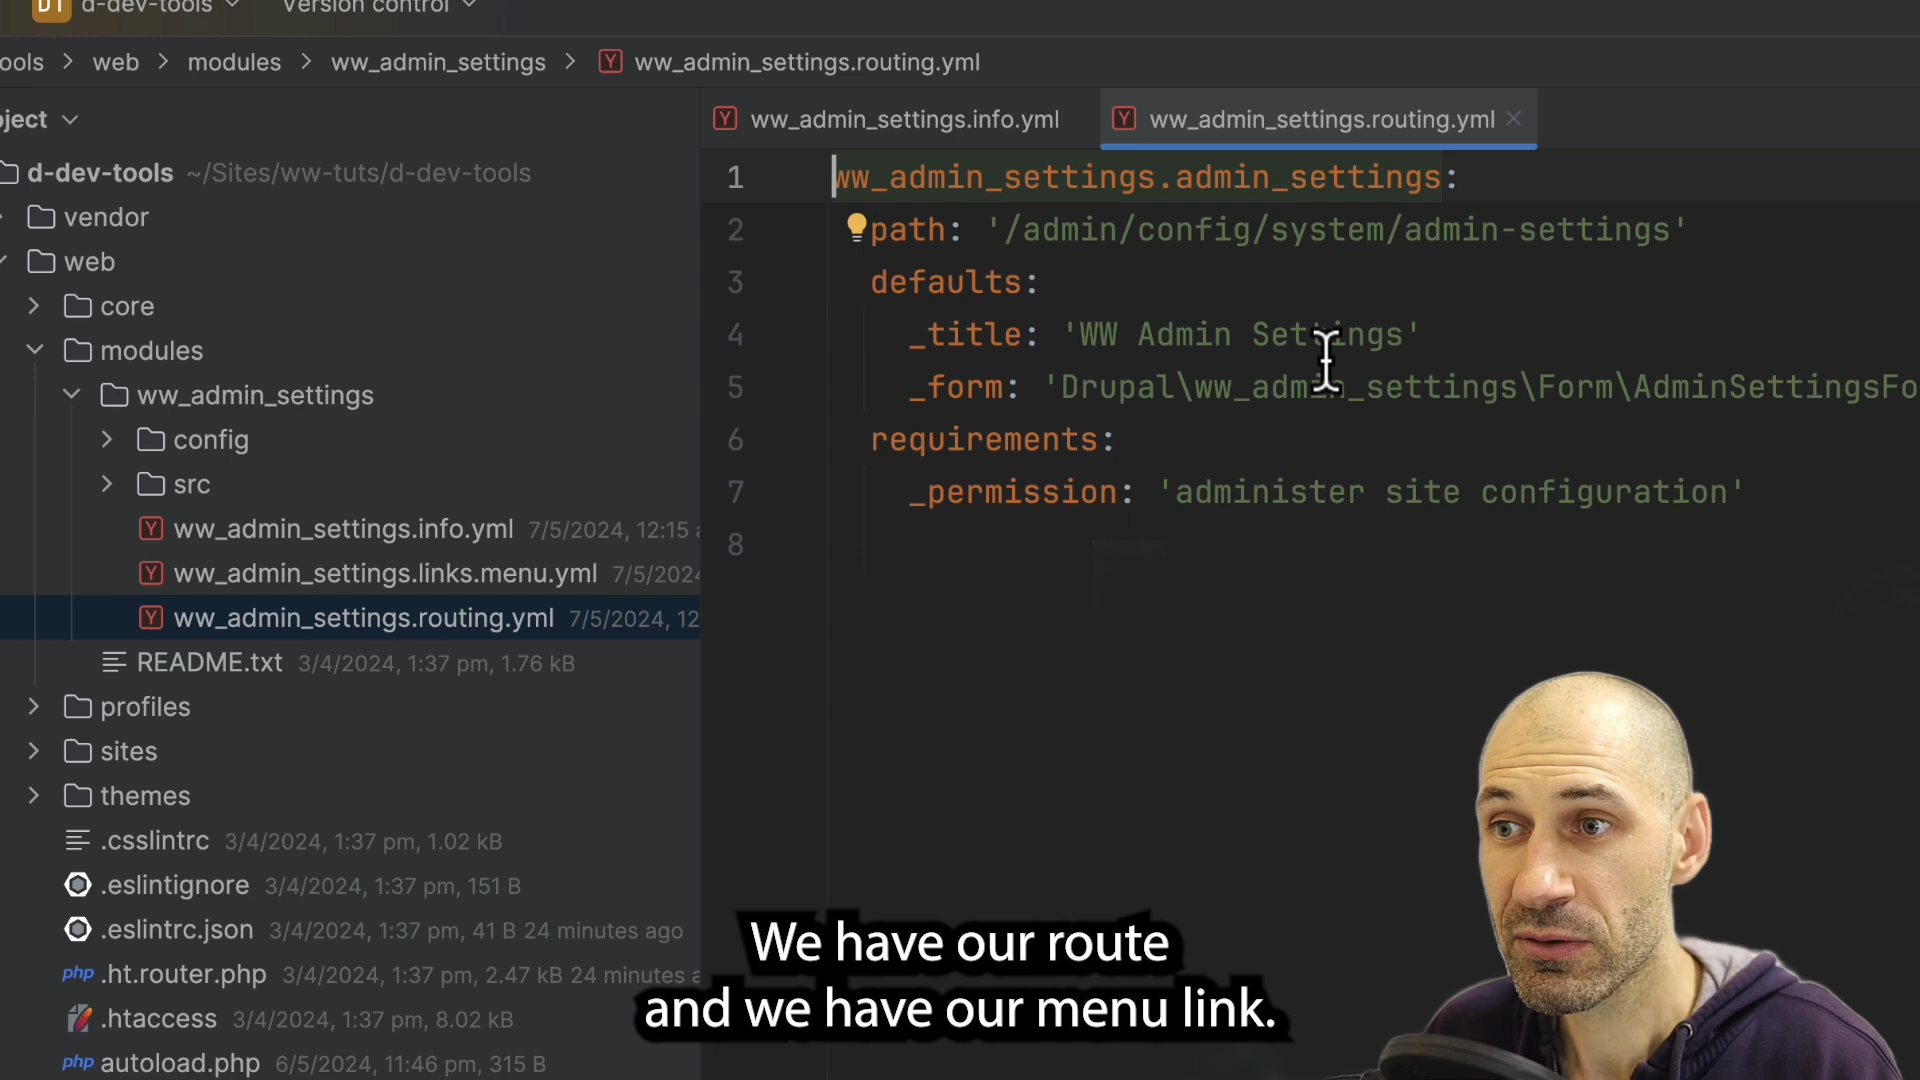 DT d-dev-tools Version control
ools > web > modules > ww_admin_settings > ww_admin_settings.routing.yml
ject
ww_admin_settings.info.yml
ww_admin_settings.routing.yml
d-dev-tools ~/Sites/ww-tuts/d-dev-tools
vendor
web
core
modules
ww_admin_settings
config
src
ww_admin_settings.info.yml 7/5/2024, 12:15 a
ww_admin_settings.links.menu.yml 7/5/2024
ww_admin_settings.routing.yml 7/5/2024, 12
README.txt 3/4/2024, 1:37 pm, 1.76 kB
profiles
sites
themes
.csslintrc 3/4/2024, 1:37 pm, 1.02 kB
.eslintignore 3/4/2024, 1:37 pm, 151 B
.eslintrc.json 3/4/2024, 1:37 pm, 41 B 24 minutes ago
php .ht.router.php 3/4/2024, 1:37 pm, 2.47 kB 24 minutes a
.htaccess 3/4/2024, 1:37 pm, 8.02 kB
php autoload.php 6/5/2024, 11:46 pm, 315 B
1 ww_admin_settings.admin_settings:
2 path: '/admin/config/system/admin-settings'
3 defaults:
4 _title: 'WW Admin Settings'
5 _form: 'Drupal\ww_admin_settings\Form\AdminSettingsFo
6 requirements:
7 _permission: 'administer site configuration'
8
We have our route
and we have our menu link.